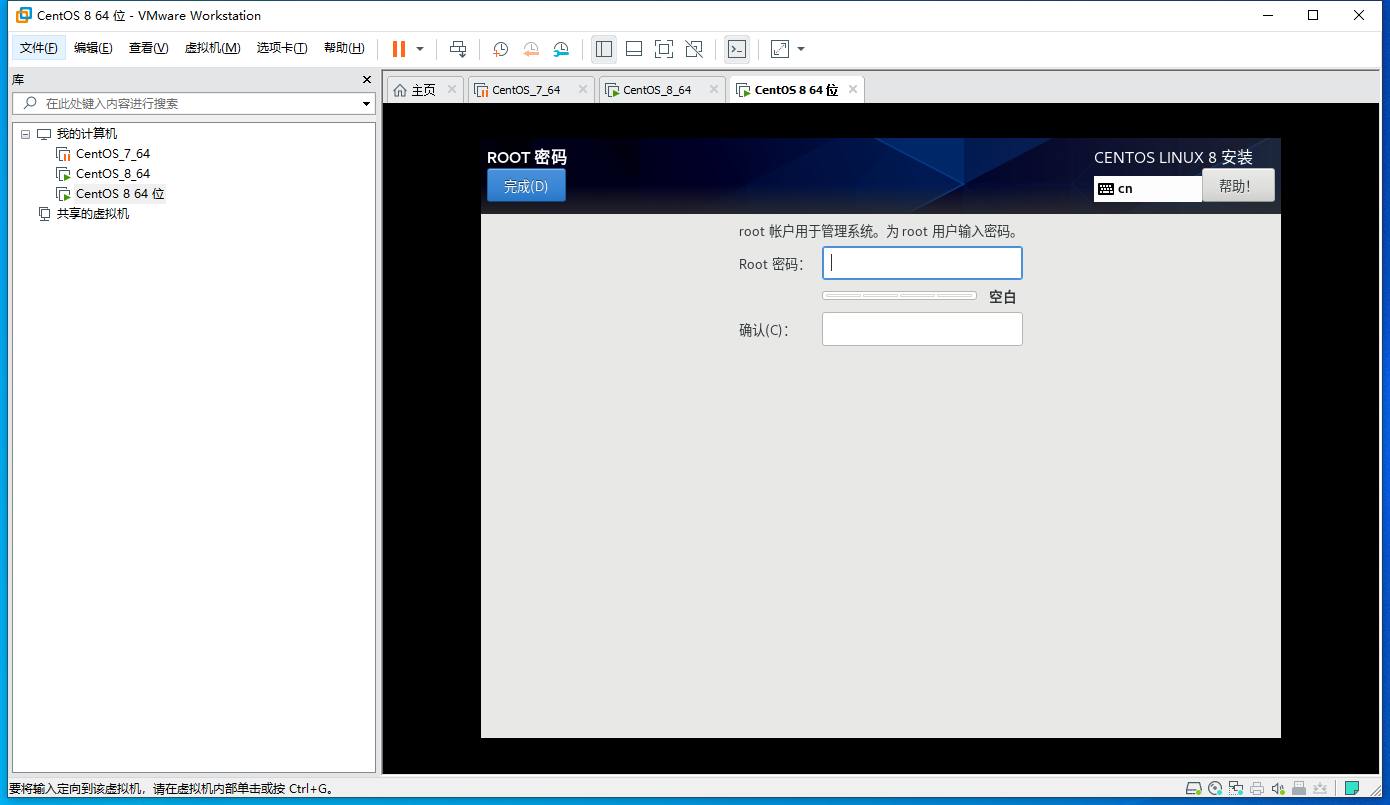 CentOS 8 64 位 - VMware Workstation
文件(F) 编辑(E) 查看(V) 虚拟机(M) 选项卡(T) 帮助(H)
库
在此处键入内容进行搜索
我的计算机
CentOS_7_64
CentOS_8_64
CentOS 8 64 位
共享的虚拟机
主页 CentOS_7_64 CentOS_8_64 CentOS 8 64 位
ROOT 密码
完成(D)
CENTOS LINUX 8 安装
cn 帮助!
root 帐户用于管理系统。为 root 用户输入密码。
Root 密码:
空白
确认(C):
要将输入定向到该虚拟机，请在虚拟机内部单击或按 Ctrl+G。